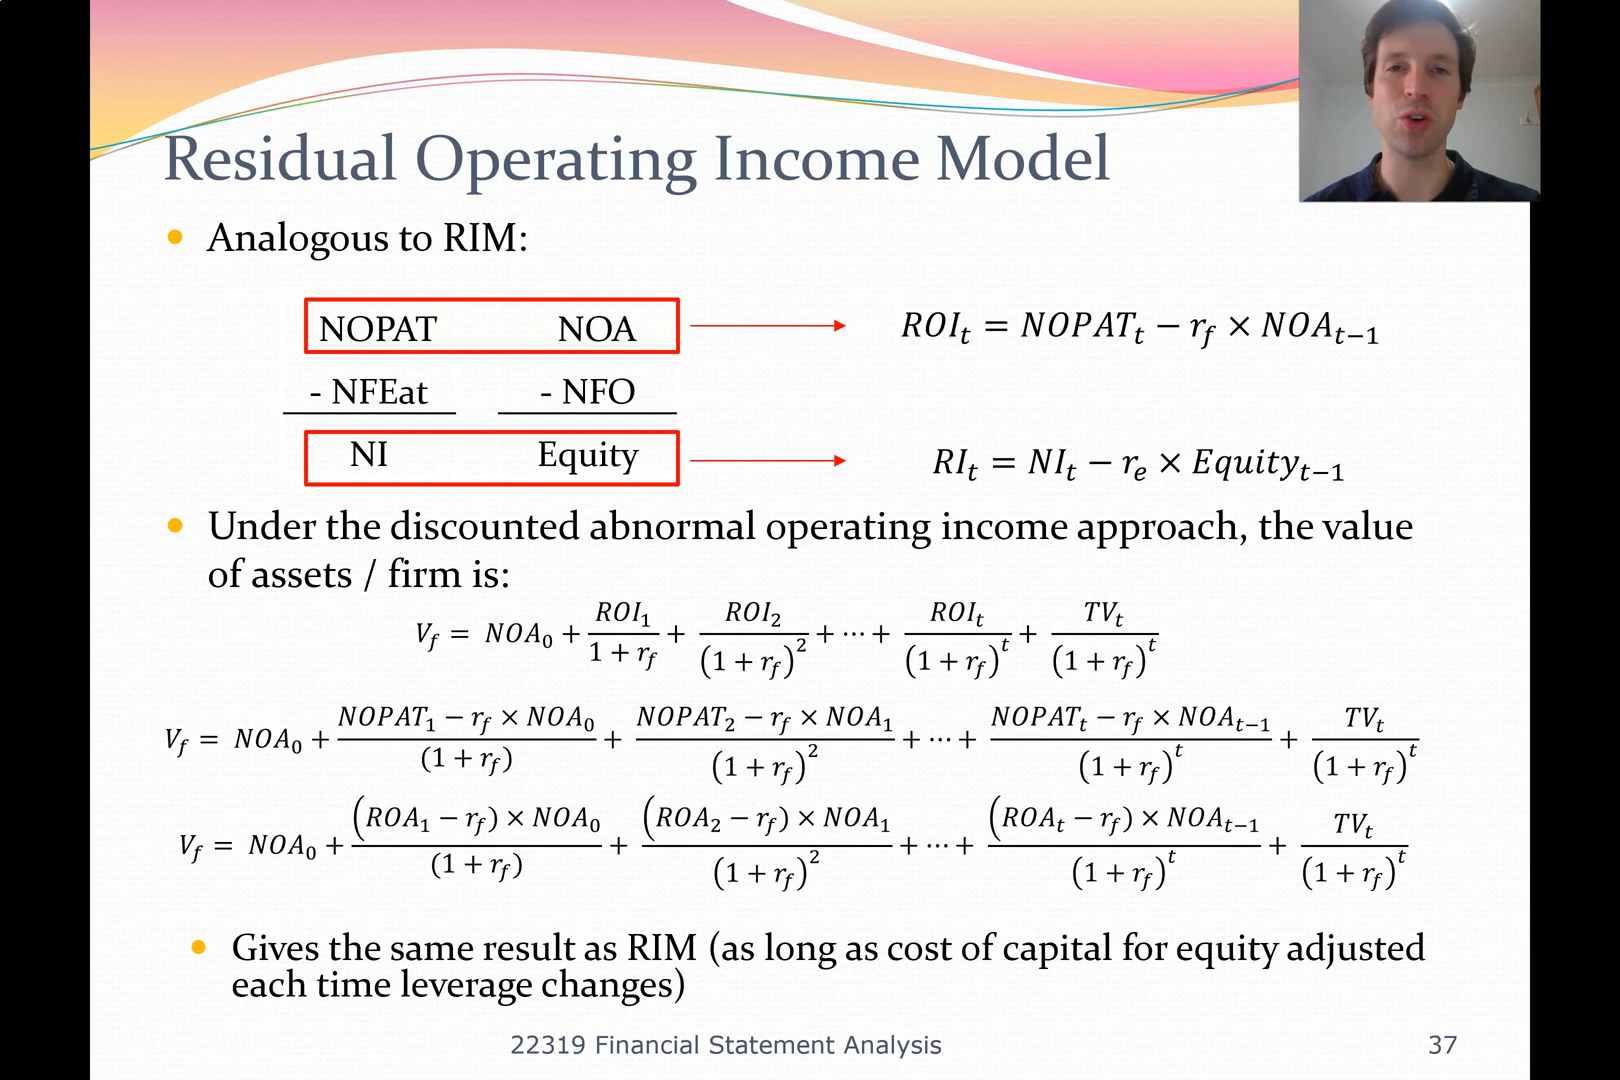 Residual Operating Income Model
• Analogous to RIM:
NOPAT NOA
ROI_t = NOPAT_t − r_f × NOA_{t−1}
- NFEat - NFO
NI Equity
RI_t = NI_t − r_e × Equity_{t−1}
• Under the discounted abnormal operating income approach, the value
of assets / firm is:
V_f = NOA_0 + ROI_1/(1 + r_f) + ROI_2/(1 + r_f)^2 + ⋯ + ROI_t/(1 + r_f)^t + TV_t/(1 + r_f)^t
V_f = NOA_0 + (NOPAT_1 − r_f × NOA_0)/(1 + r_f) + (NOPAT_2 − r_f × NOA_1)/(1 + r_f)^2 + ⋯ + (NOPAT_t − r_f × NOA_{t−1})/(1 + r_f)^t + TV_t/(1 + r_f)^t
V_f = NOA_0 + (ROA_1 − r_f) × NOA_0/(1 + r_f) + (ROA_2 − r_f) × NOA_1/(1 + r_f)^2 + ⋯ + (ROA_t − r_f) × NOA_{t−1}/(1 + r_f)^t + TV_t/(1 + r_f)^t
• Gives the same result as RIM (as long as cost of capital for equity adjusted
each time leverage changes)
22319 Financial Statement Analysis
37